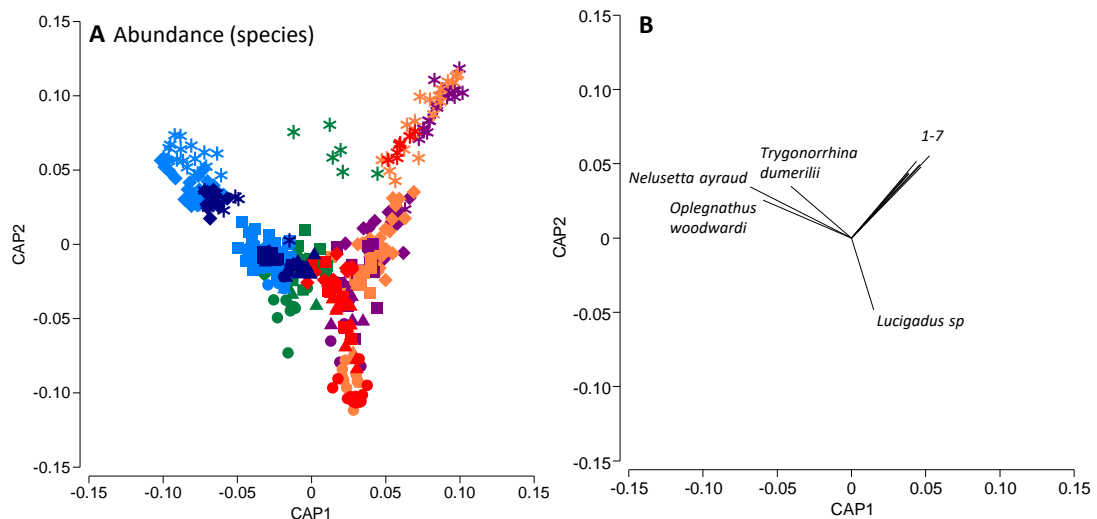 A Abundance (species)
0.15
0.10
0.05
0
-0.05
-0.10
-0.15
CAP2
-0.15
-0.10
-0.05
0
0.05
0.10
0.15
CAP1
B
0.15
0.10
0.05
0
-0.05
-0.10
-0.15
CAP2
1-7
Trygonorrhina
dumerilii
Nelusetta ayraud
Oplegnathus
woodwardi
Lucigadus sp
-0.15
-0.10
-0.05
0
0.05
0.10
0.15
CAP1